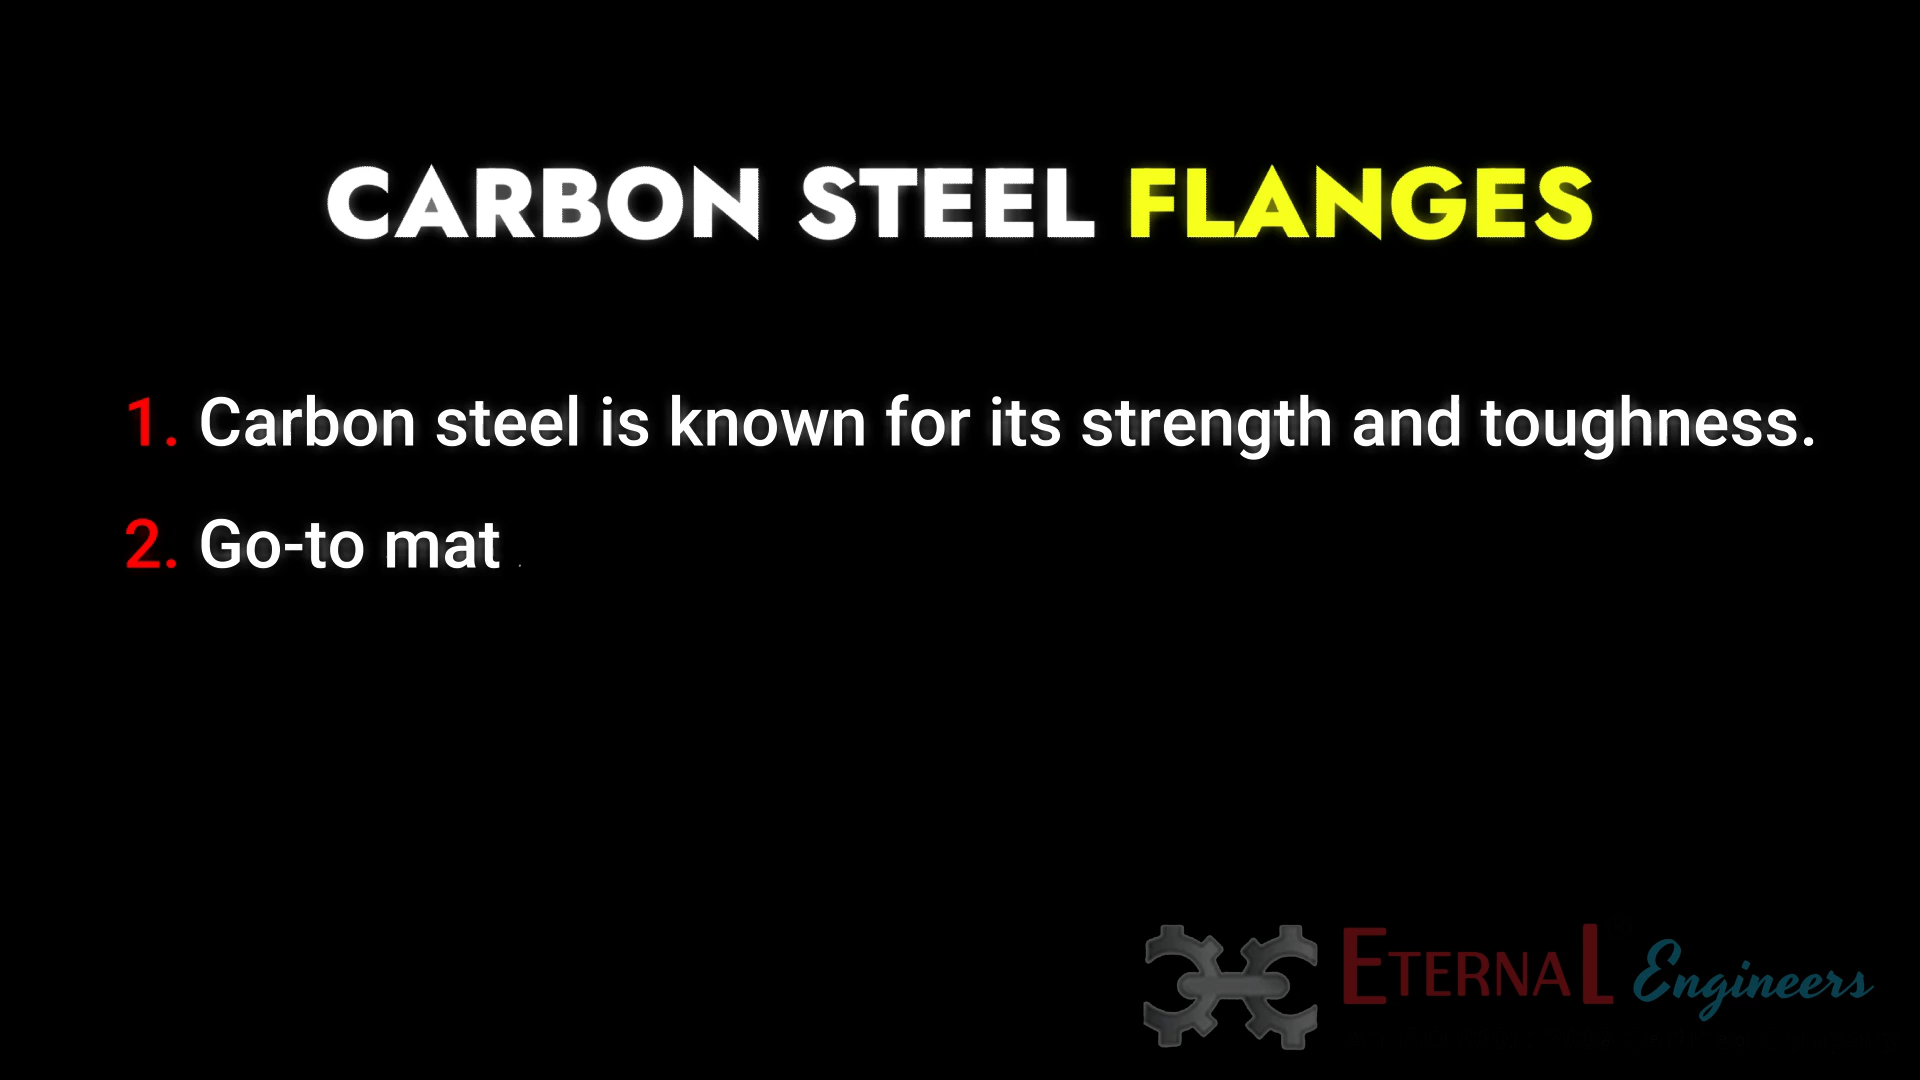 CARBON STEEL FLANGES
1. Carbon steel is known for its strength and toughness.
2. Go-to mat
ETERNAL Engineers